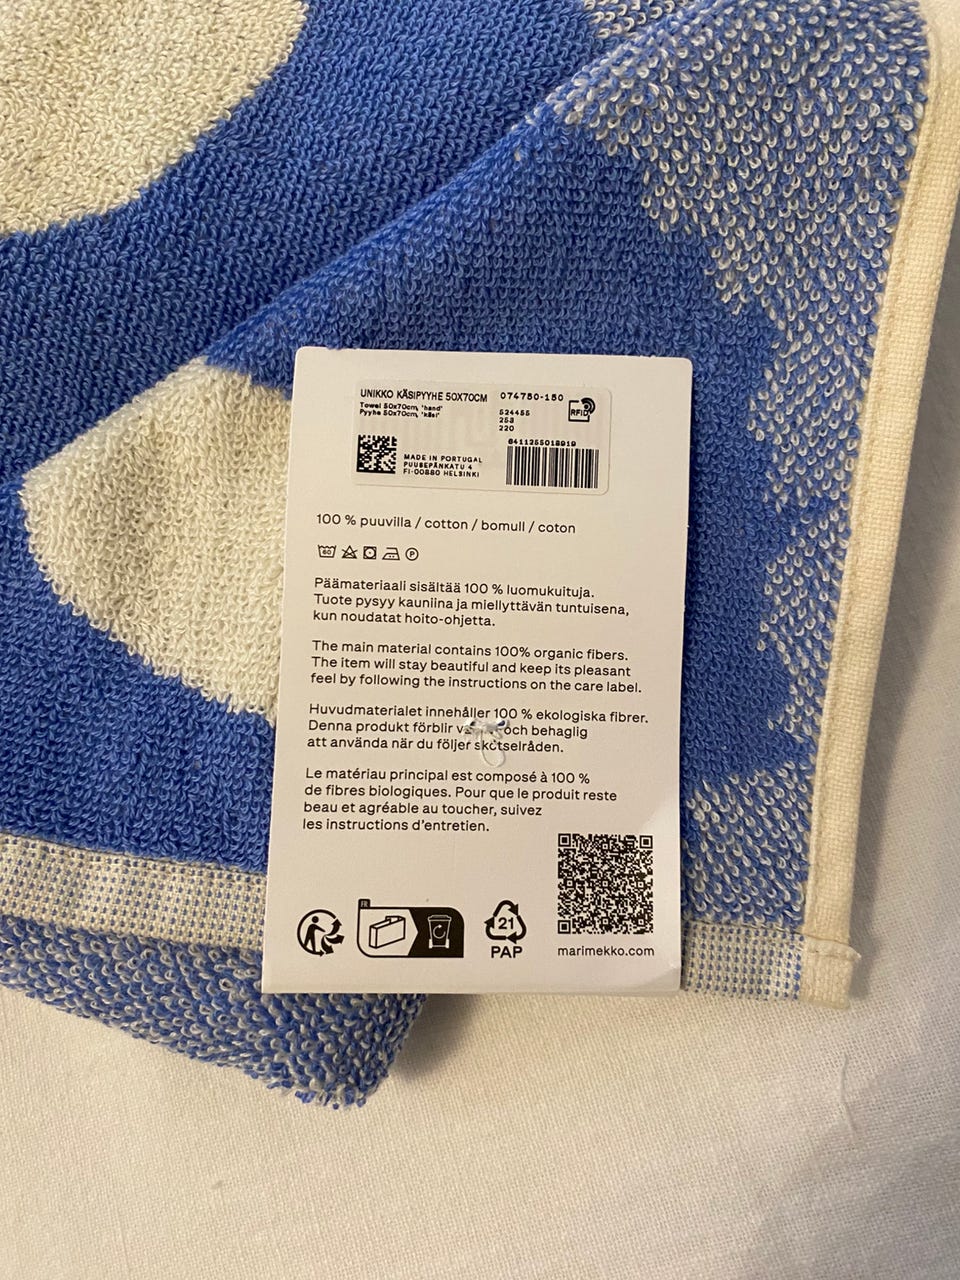 UNIKKO KÄSIPYYHE 50X70CM
Towel 50x70cm, 'hand'
Pyyhe 50x70cm, 'käsi'
074750-150
524455
253
220
RFID
6411255018919
MADE IN PORTUGAL
PUUSEPÄNKATU 4
FI-00880 HELSINKI
100 % puuvilla / cotton / bomull / coton
60
P
Päämateriaali sisältää 100 % luomukuituja.
Tuote pysyy kauniina ja miellyttävän tuntuisena,
kun noudatat hoito-ohjetta.
The main material contains 100% organic fibers.
The item will stay beautiful and keep its pleasant
feel by following the instructions on the care label.
Huvudmaterialet innehåller 100 % ekologiska fibrer.
Denna produkt förblir och behaglig
att använda när du följer skötselråden.
Le matériau principal est composé à 100 %
de fibres biologiques. Pour que le produit reste
beau et agréable au toucher, suivez
les instructions d'entretien.
FR
21
PAP
marimekko.com